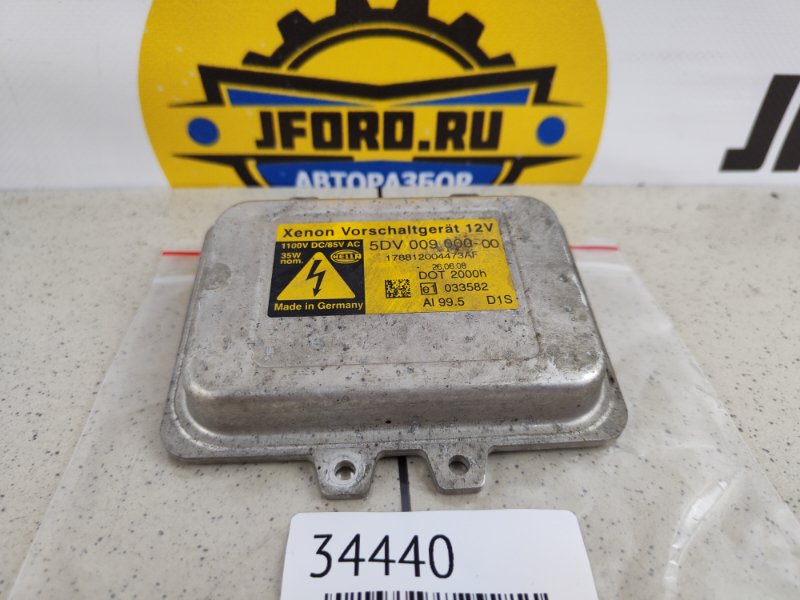 JFORD.RU
АВТОРАЗБОР
Xenon Vorschaltgerät 12V
1100V DC/85V AC
35W nom.
HELLA
5DV 009 000-00
178812004473AF
26.06.08
DOT 2000h
e1 033582
Made in Germany
Al 99.5 D1S
34440